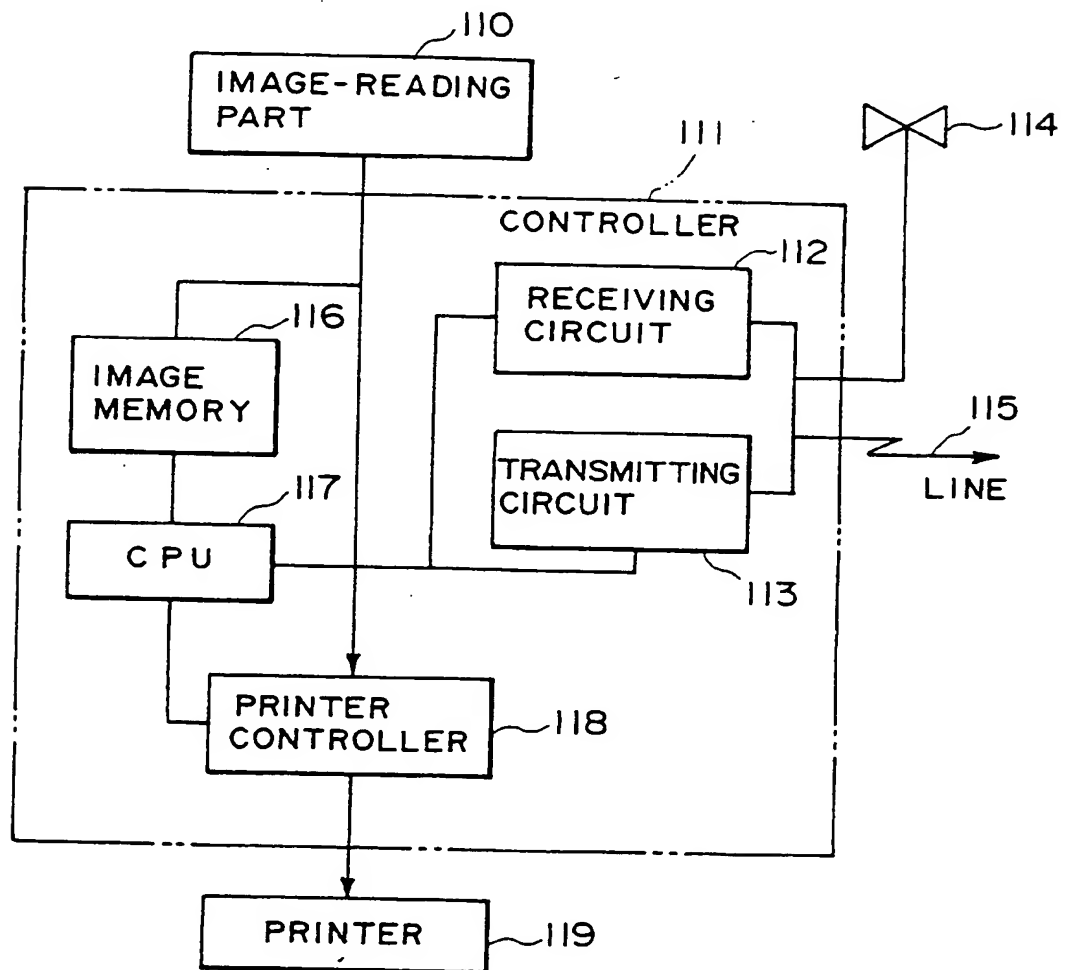 110
IMAGE-READING
PART
111
114
CONTROLLER
112
RECEIVING
CIRCUIT
116
IMAGE
MEMORY
115
LINE
TRANSMITTING
CIRCUIT
117
CPU
113
PRINTER
CONTROLLER
118
PRINTER
119